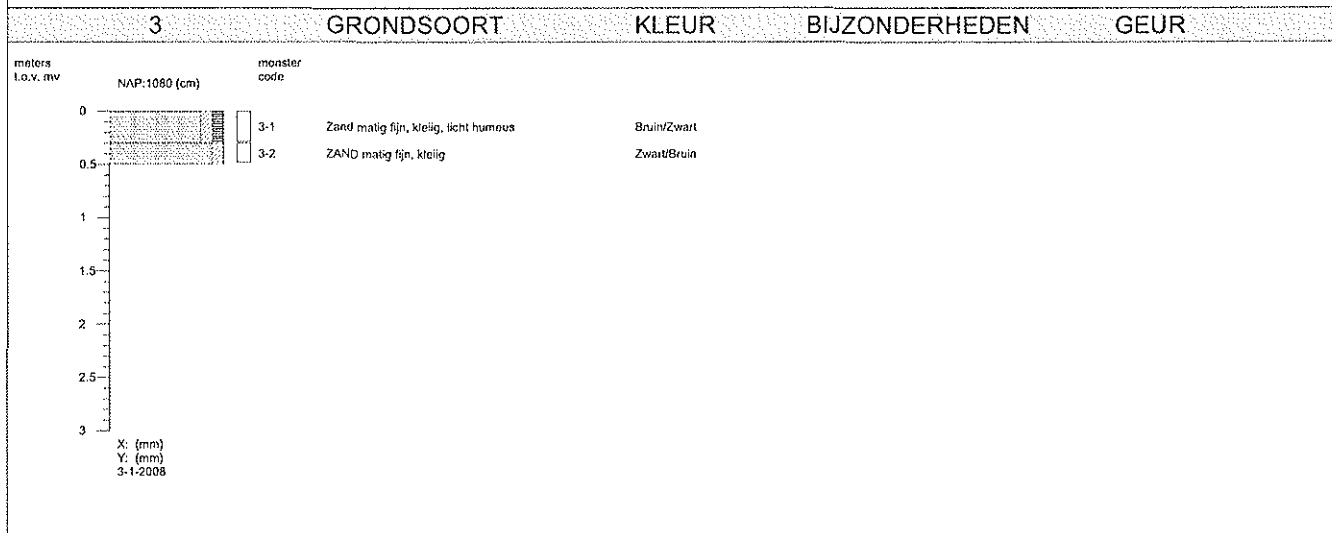 3 GRONDSOORT KLEUR BIJZONDERHEDEN GEUR
meters monster
t.o.v. mv NAP:1080 (cm) code
0
3-1 Zand matig fijn, kleiig, licht humeus Bruin/Zwart
3-2 ZAND matig fijn, kleiig Zwart/Bruin
0.5
1
1.5
2
2.5
3
X: (mm)
Y: (mm)
3-1-2008